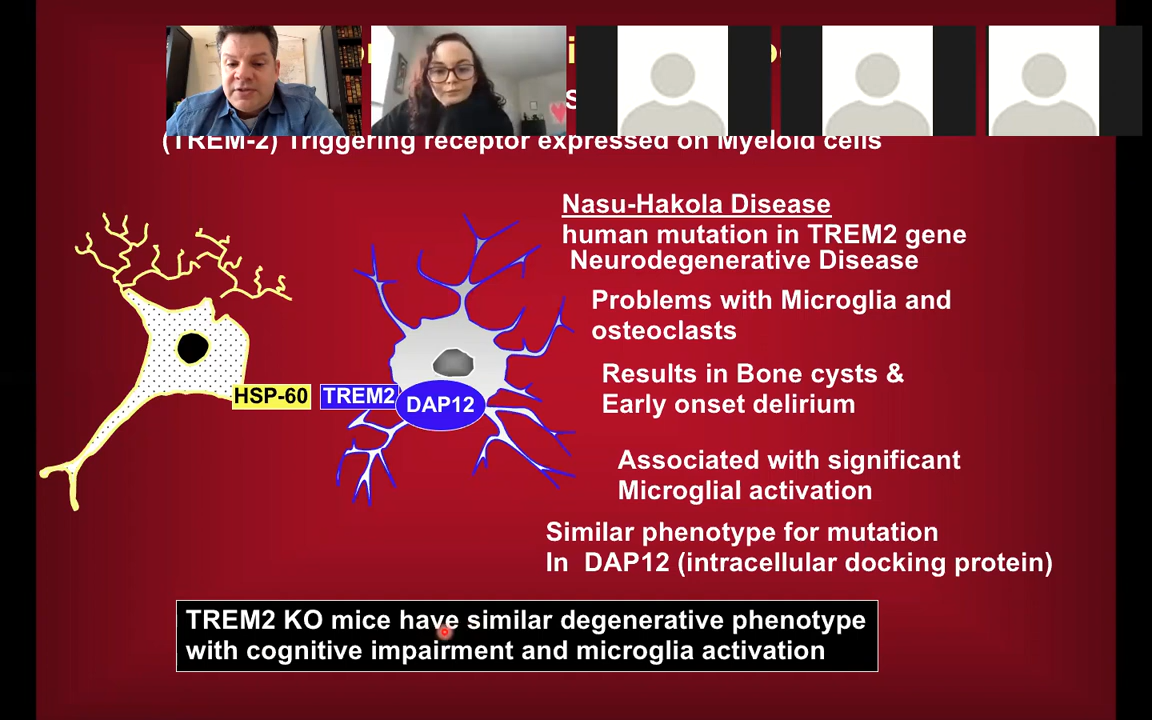 (TREM-2) Triggering receptor expressed on Myeloid cells
Nasu-Hakola Disease
human mutation in TREM2 gene
Neurodegenerative Disease
Problems with Microglia and
osteoclasts
Results in Bone cysts &
Early onset delirium
HSP-60 TREM2 DAP12
Associated with significant
Microglial activation
Similar phenotype for mutation
In DAP12 (intracellular docking protein)
TREM2 KO mice have similar degenerative phenotype
with cognitive impairment and microglia activation